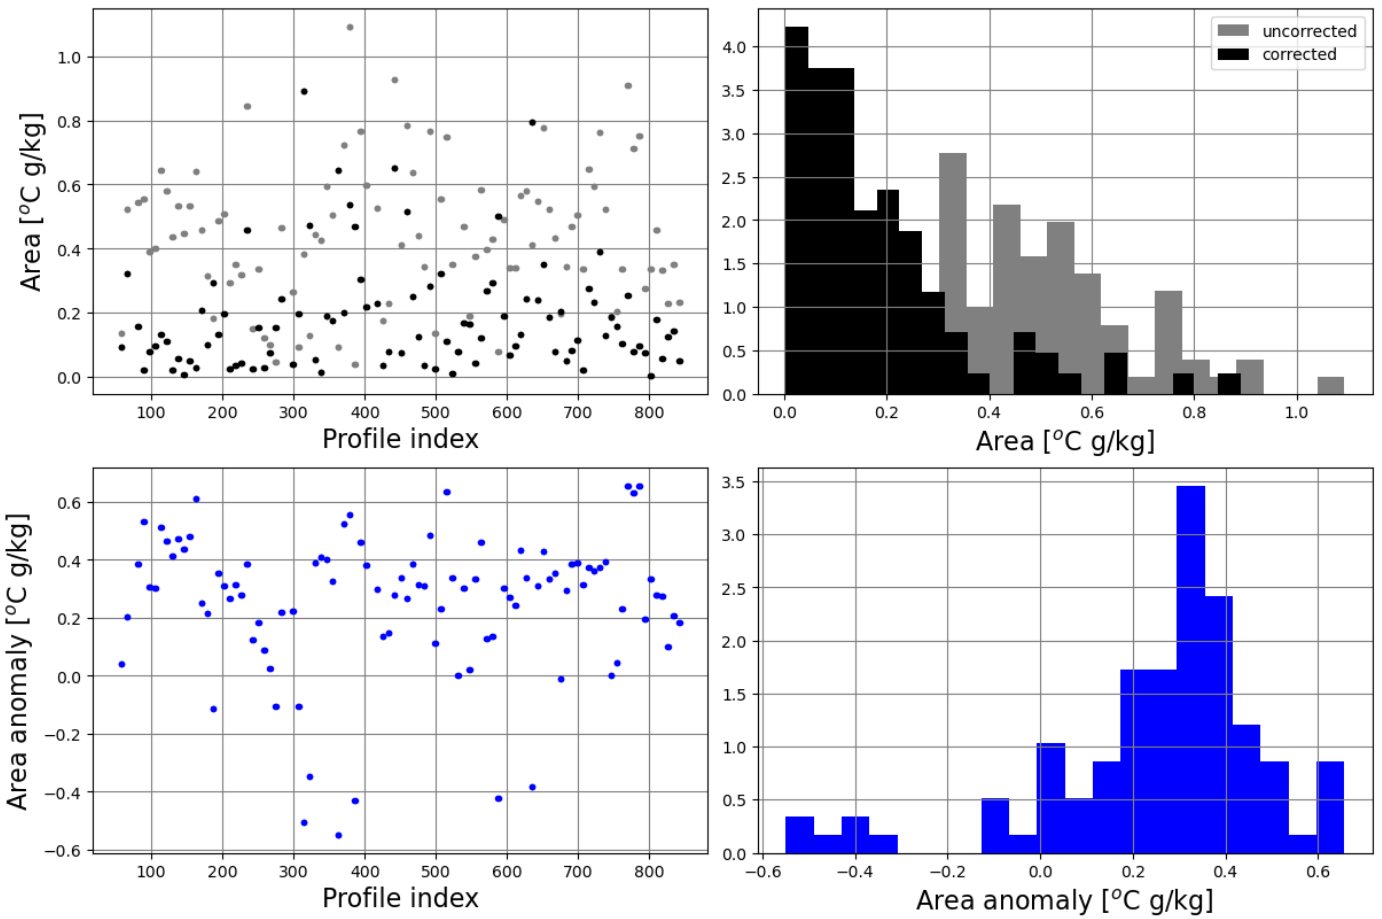 1.0
0.8
0.6
0.4
0.2
0.0
Area [°C g/kg]
100 200 300 400 500 600 700 800
Profile index
uncorrected
corrected
4.0
3.5
3.0
2.5
2.0
1.5
1.0
0.5
0.0
0.0 0.2 0.4 0.6 0.8 1.0
Area [°C g/kg]
0.6
0.4
0.2
0.0
−0.2
−0.4
−0.6
Area anomaly [°C g/kg]
100 200 300 400 500 600 700 800
Profile index
3.5
3.0
2.5
2.0
1.5
1.0
0.5
0.0
−0.6 −0.4 −0.2 0.0 0.2 0.4 0.6
Area anomaly [°C g/kg]